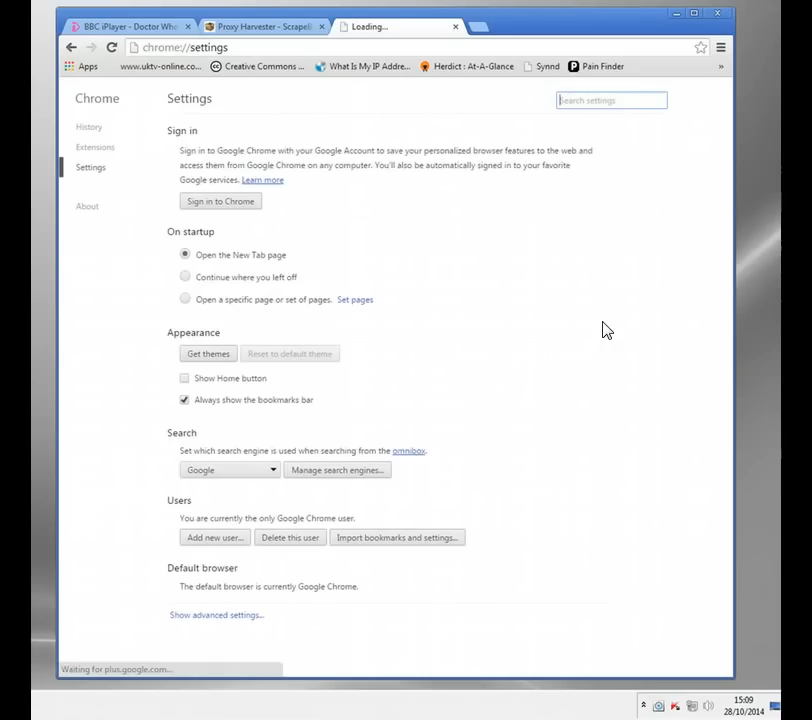 BBC iPlayer - Doctor Who
Proxy Harvester - ScrapeB
Loading...
chrome://settings
Apps
www.uktv-online.co...
Creative Commons ...
What Is My IP Addre...
Herdict : At-A-Glance
Synnd
Pain Finder
»
Chrome
Settings
Search settings
History
Extensions
Settings
About
Sign in
Sign in to Google Chrome with your Google Account to save your personalized browser features to the web and
access them from Google Chrome on any computer. You'll also be automatically signed in to your favorite
Google services. Learn more
Sign in to Chrome
On startup
Open the New Tab page
Continue where you left off
Open a specific page or set of pages. Set pages
Appearance
Get themes
Reset to default theme
Show Home button
Always show the bookmarks bar
Search
Set which search engine is used when searching from the omnibox.
Google
Manage search engines...
Users
You are currently the only Google Chrome user.
Add new user...
Delete this user
Import bookmarks and settings...
Default browser
The default browser is currently Google Chrome.
Show advanced settings...
Waiting for plus.google.com...
15:09
28/10/2014